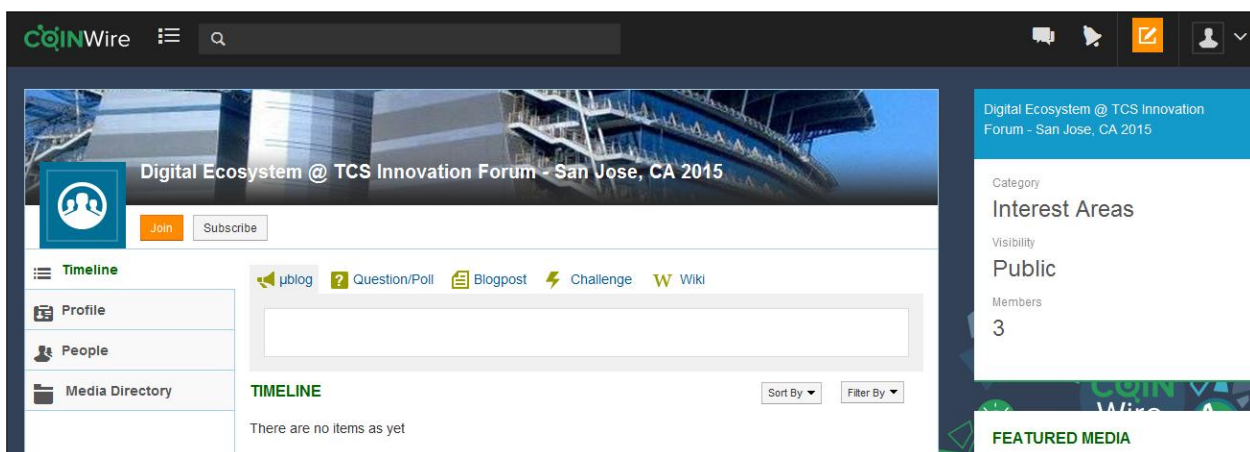 COINWire
Digital Ecosystem @ TCS Innovation Forum - San Jose, CA 2015
Join
Subscribe
Timeline
Profile
People
Media Directory
µblog
Question/Poll
Blogpost
Challenge
W Wiki
TIMELINE
Sort By
Filter By
There are no items as yet
Digital Ecosystem @ TCS Innovation
Forum - San Jose, CA 2015
Category
Interest Areas
Visibility
Public
Members
3
COIN
Wire
FEATURED MEDIA